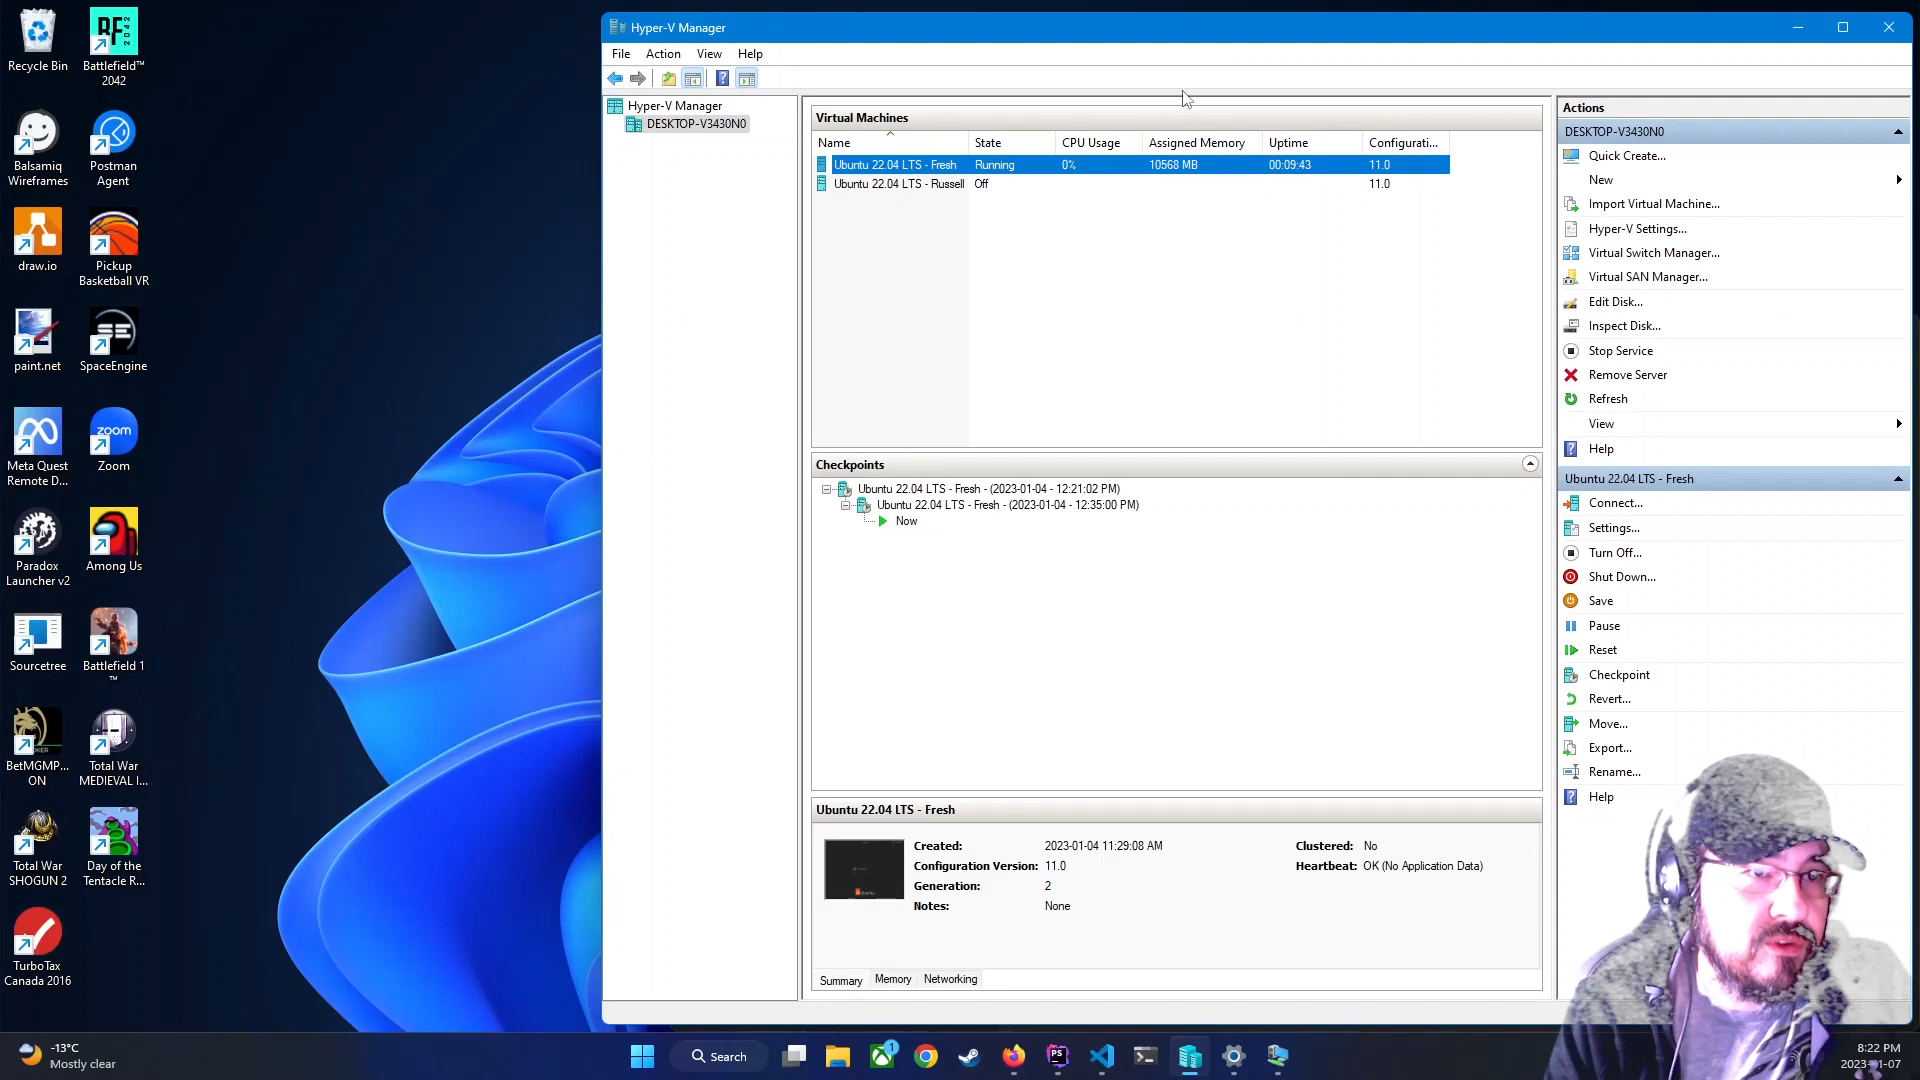 Recycle Bin
Battlefield™
2042
Balsamiq
Wireframes
Postman
Agent
draw.io
Pickup
Basketball VR
paint.net
SE
SpaceEngine
Meta Quest
Remote D...
zoom
Zoom
Paradox
Launcher v2
Among Us
Sourcetree
Battlefield 1
™
BetMGMP...
ON
Total War
MEDIEVAL I...
Total War
SHOGUN 2
Day of the
Tentacle R...
TurboTax
Canada 2016
Hyper-V Manager
File Action View Help
Hyper-V Manager
DESKTOP-V3430N0
Virtual Machines
Name State CPU Usage Assigned Memory Uptime Configurati...
Ubuntu 22.04 LTS - Fresh Running 0% 10568 MB 00:09:43 11.0
Ubuntu 22.04 LTS - Russell Off 11.0
Checkpoints
Ubuntu 22.04 LTS - Fresh - (2023-01-04 - 12:21:02 PM)
Ubuntu 22.04 LTS - Fresh - (2023-01-04 - 12:35:00 PM)
Now
Ubuntu 22.04 LTS - Fresh
Created: 2023-01-04 11:29:08 AM Clustered: No
Configuration Version: 11.0 Heartbeat: OK (No Application Data)
Generation: 2
Notes: None
Summary Memory Networking
Actions
DESKTOP-V3430N0
Quick Create...
New
Import Virtual Machine...
Hyper-V Settings...
Virtual Switch Manager...
Virtual SAN Manager...
Edit Disk...
Inspect Disk...
Stop Service
Remove Server
Refresh
View
Help
Ubuntu 22.04 LTS - Fresh
Connect...
Settings...
Turn Off...
Shut Down...
Save
Pause
Reset
Checkpoint
Revert...
Move...
Export...
Rename...
Help
-13°C
Mostly clear
Search
1
PS
8:22 PM
2023-01-07